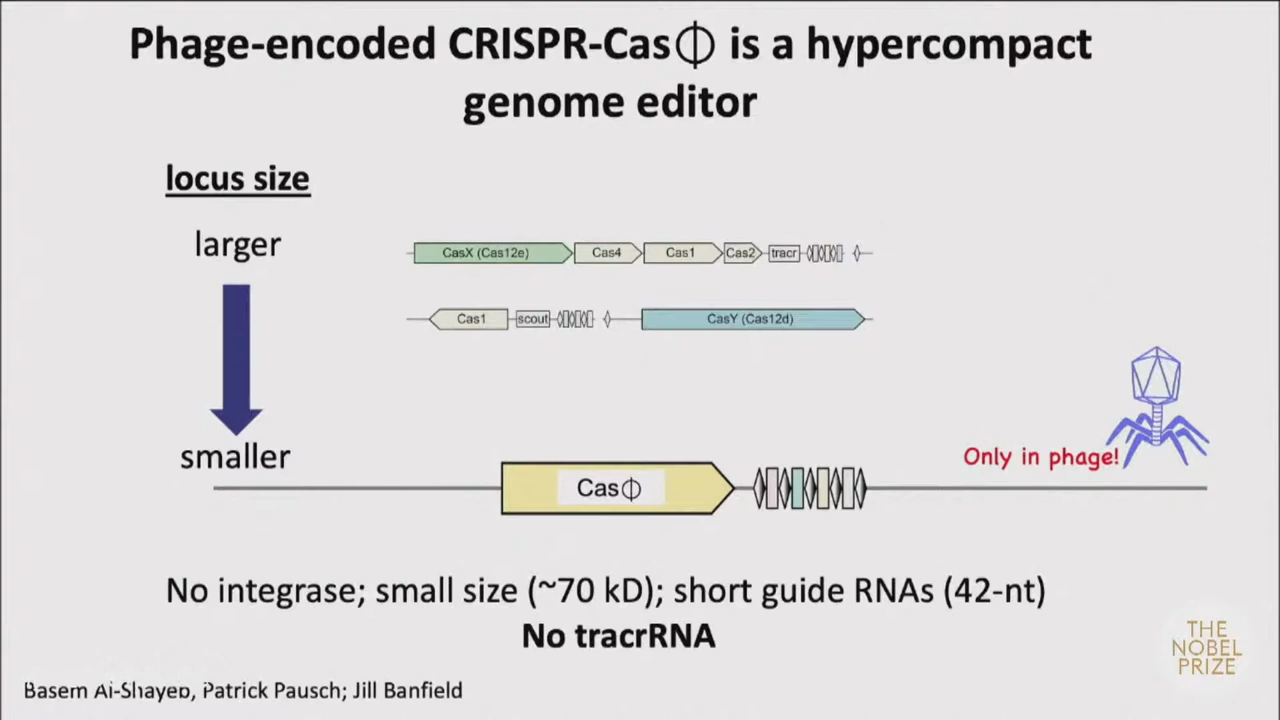 Phage-encoded CRISPR-CasΦ is a hypercompact
genome editor
locus size
larger
CasX (Cas12e) Cas4 Cas1 Cas2 tracr
Cas1 scout CasY (Cas12d)
smaller
Only in phage!
CasΦ
No integrase; small size (~70 kD); short guide RNAs (42-nt)
No tracrRNA
THE
NOBEL
PRIZE
Basem Al-Shayeb, Patrick Pausch; Jill Banfield